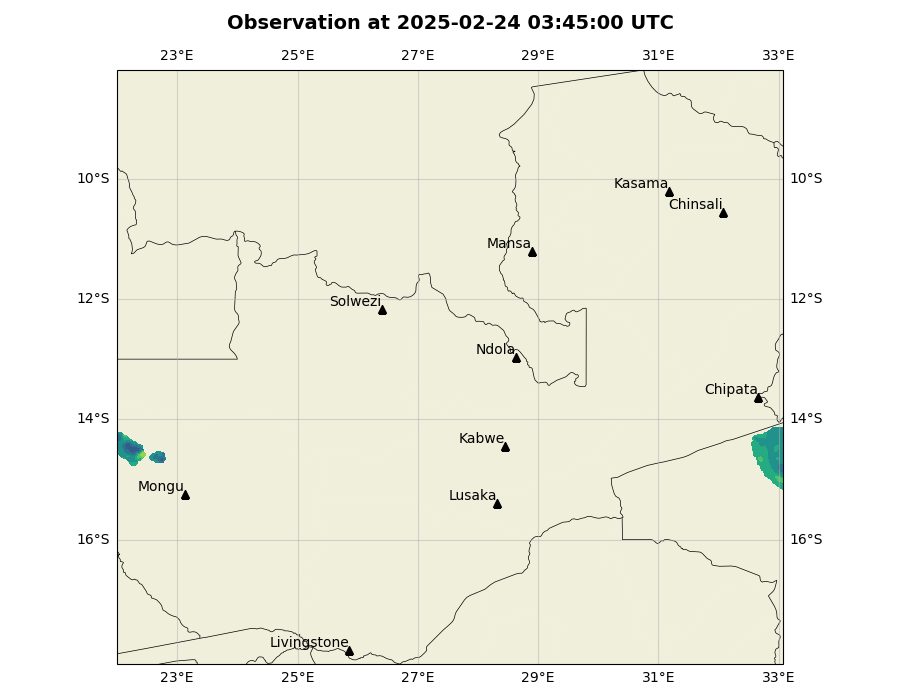 Observation at 2025-02-24 03:45:00 UTC
23°E 25°E 27°E 29°E 31°E 33°E
10°S 10°S
Kasama
Chinsali
Mansa
12°S 12°S
Solwezi
Ndola
Chipata
14°S 14°S
Kabwe
Mongu
Lusaka
16°S 16°S
Livingstone
23°E 25°E 27°E 29°E 31°E 33°E